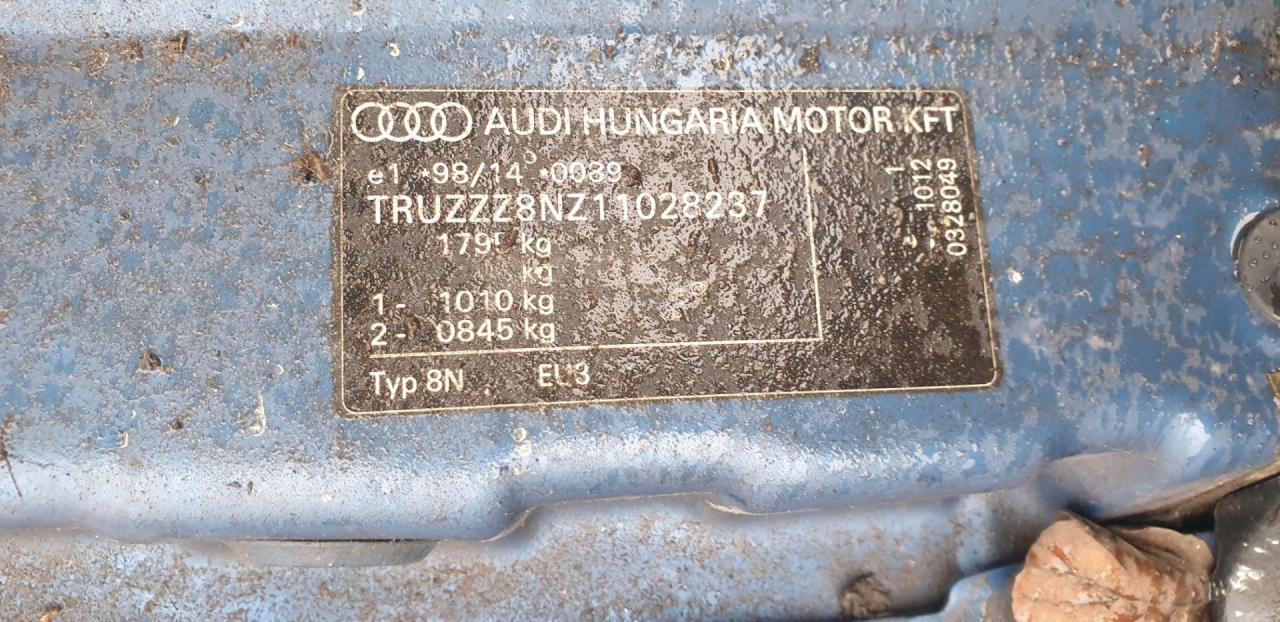 AUDI HUNGARIA MOTOR KFT
e1 *98/14 *0039
TRUZZZ8NZ11028237
kg
kg
1- 1010 kg
2- 0845 kg
Typ 8N EU3
1
1012
0328049